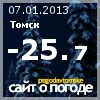 07.01.2013
Томск
-25.7
pogodavtomske
сайт о погоде